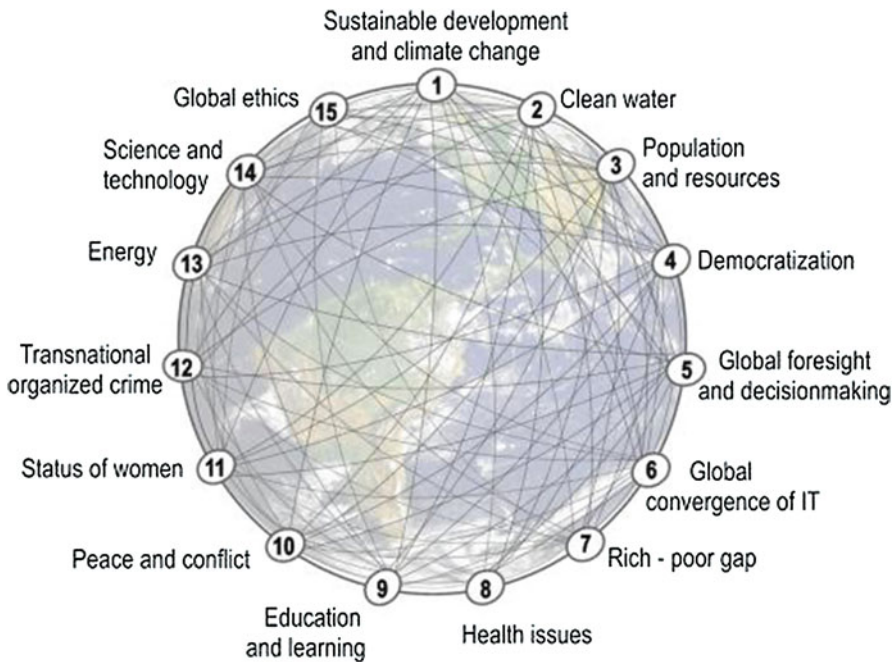 Sustainable development
and climate change
1
2
Clean water
3
Population
and resources
4
Democratization
5
Global foresight
and decisionmaking
6
Global
convergence of IT
7
Rich - poor gap
8
Health issues
9
Education
and learning
10
Peace and conflict
11
Status of women
12
Transnational
organized crime
13
Energy
14
Science and
technology
15
Global ethics